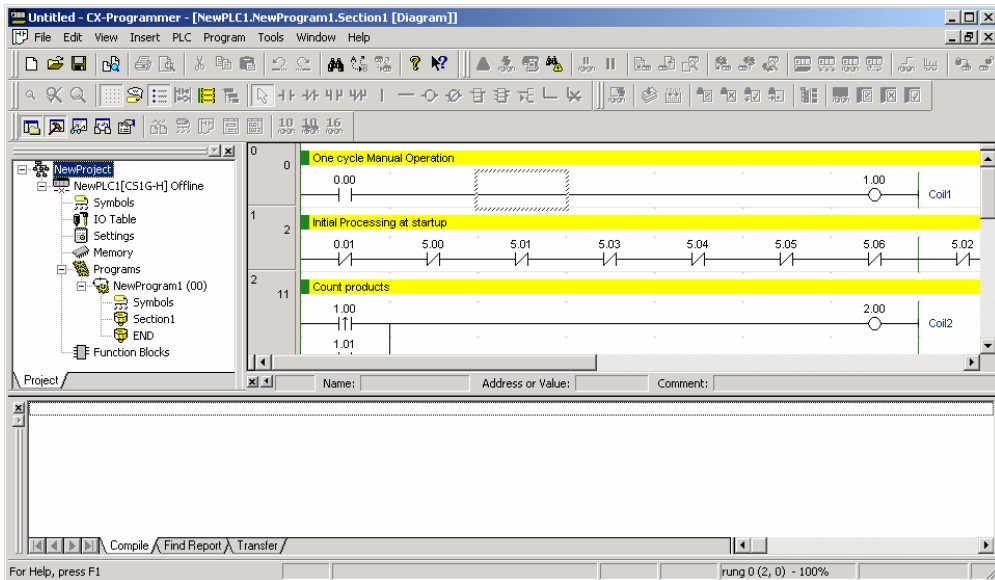 Untitled - CX-Programmer - [NewPLC1.NewProgram1.Section1 [Diagram]]
File Edit View Insert PLC Program Tools Window Help
10 10 16
NewProject
NewPLC1[CS1G-H] Offline
Symbols
IO Table
Settings
Memory
Programs
NewProgram1 (00)
Symbols
Section1
END
Function Blocks
Project
0 0 One cycle Manual Operation
0.00 1.00
Coil1
1 2 Initial Processing at startup
0.01 5.00 5.01 5.03 5.04 5.05 5.06 5.02
2 11 Count products
1.00 2.00
Coil2
1.01
Name: Address or Value: Comment:
Compile Find Report Transfer
For Help, press F1 rung 0 (2, 0) - 100%